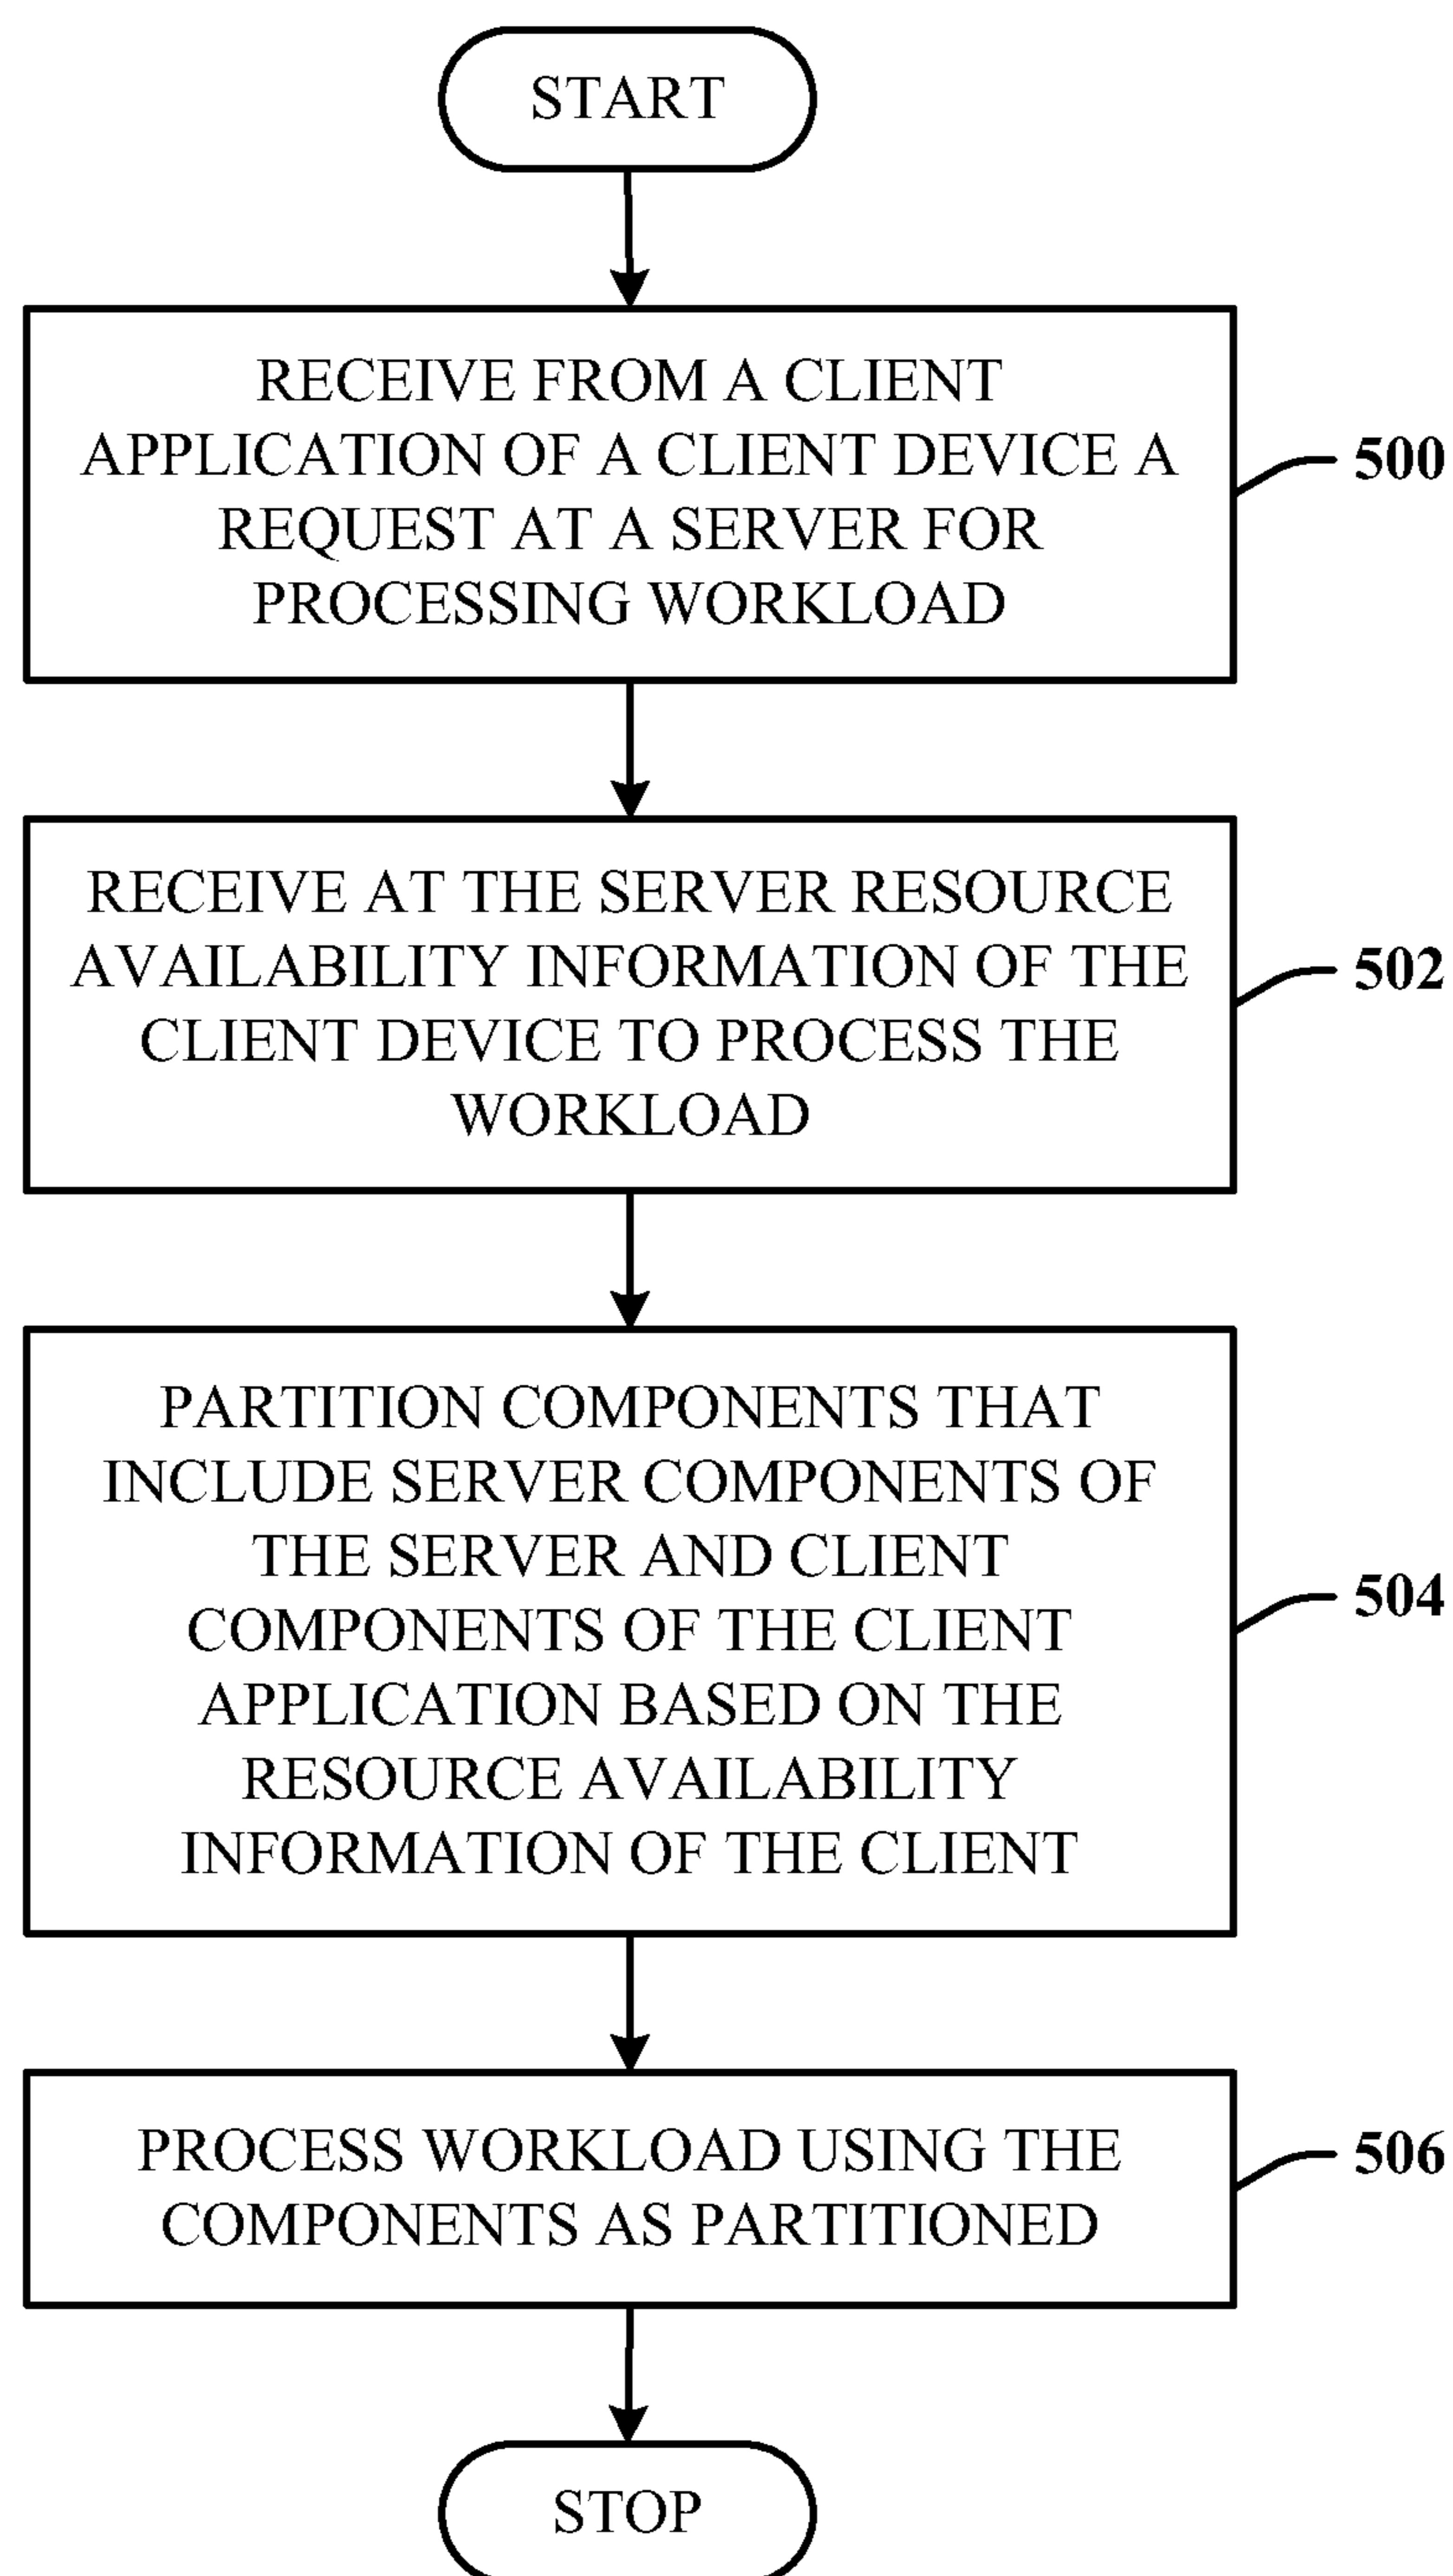 START
RECEIVE FROM A CLIENT
APPLICATION OF A CLIENT DEVICE A
REQUEST AT A SERVER FOR
PROCESSING WORKLOAD
500
RECEIVE AT THE SERVER RESOURCE
AVAILABILITY INFORMATION OF THE
CLIENT DEVICE TO PROCESS THE
WORKLOAD
502
PARTITION COMPONENTS THAT
INCLUDE SERVER COMPONENTS OF
THE SERVER AND CLIENT
COMPONENTS OF THE CLIENT
APPLICATION BASED ON THE
RESOURCE AVAILABILITY
INFORMATION OF THE CLIENT
504
PROCESS WORKLOAD USING THE
COMPONENTS AS PARTITIONED
506
STOP